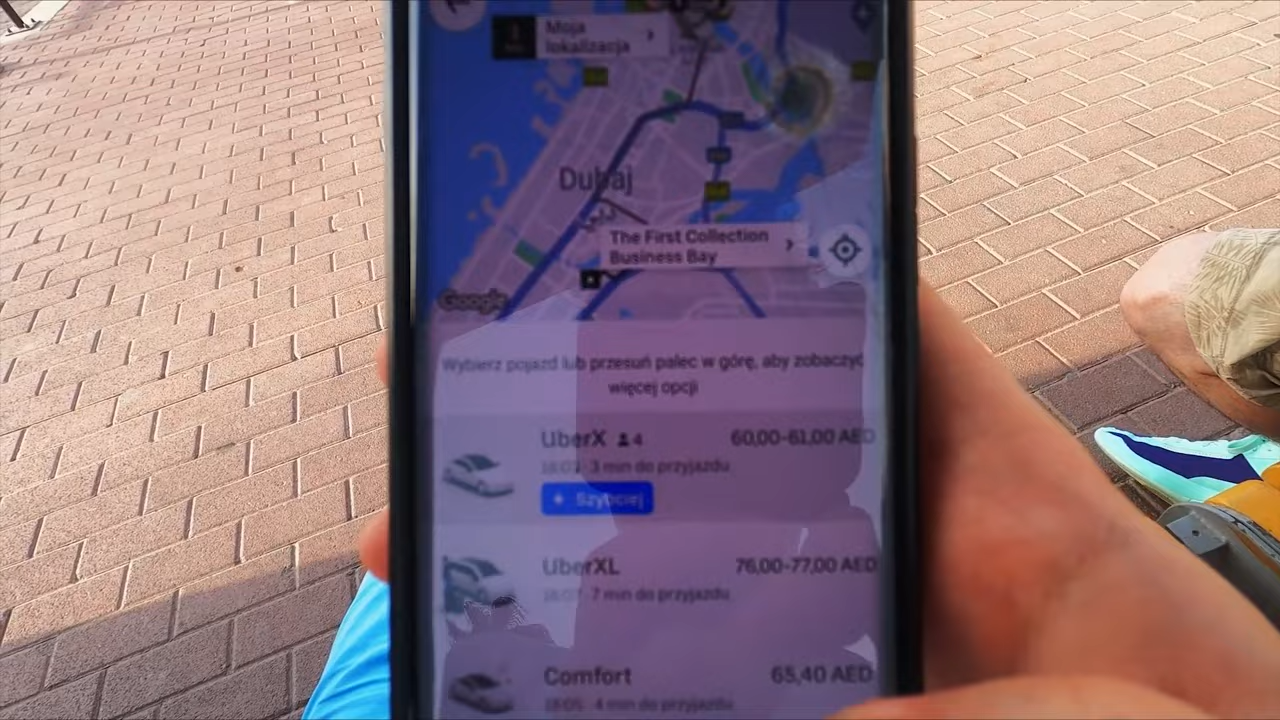 Moja
lokalizacja
Dubaj
The First Collection
Business Bay
Google
Wybierz pojazd lub przesuń palec w górę, aby zobaczyć
więcej opcji
UberX 4
60,00-61,00 AED
3 min do przyjazdu
+ Szybciej
UberXL
76,00-77,00 AED
7 min do przyjazdu
Comfort
65,40 AED
18:05 · 4 min do przyjazdu